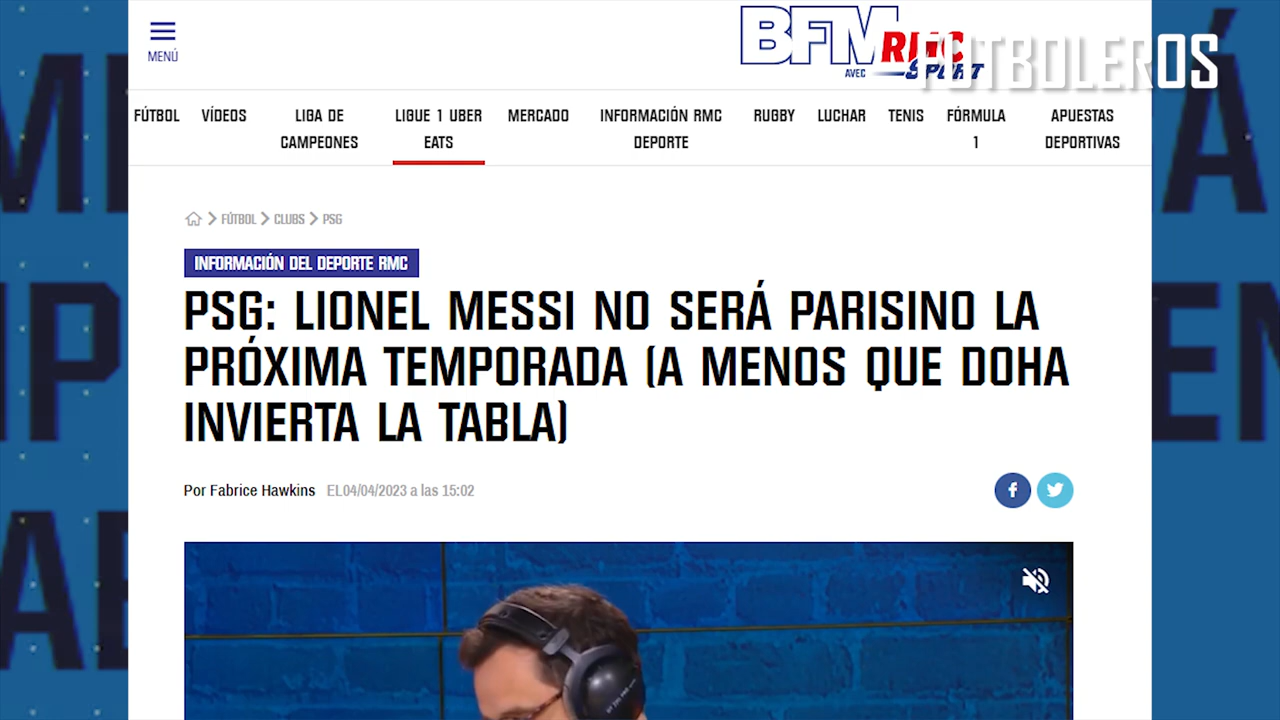 MENÚ
BFM
AVEC RMC SPORT
FUTBOLEROS
FÚTBOL VÍDEOS LIGA DE CAMPEONES LIGUE 1 UBER EATS MERCADO INFORMACIÓN RMC DEPORTE RUGBY LUCHAR TENIS FÓRMULA 1 APUESTAS DEPORTIVAS
FÚTBOL CLUBS PSG
INFORMACIÓN DEL DEPORTE RMC
PSG: LIONEL MESSI NO SERÁ PARISINO LA
PRÓXIMA TEMPORADA (A MENOS QUE DOHA
INVIERTA LA TABLA)
Por Fabrice Hawkins EL04/04/2023 a las 15:02